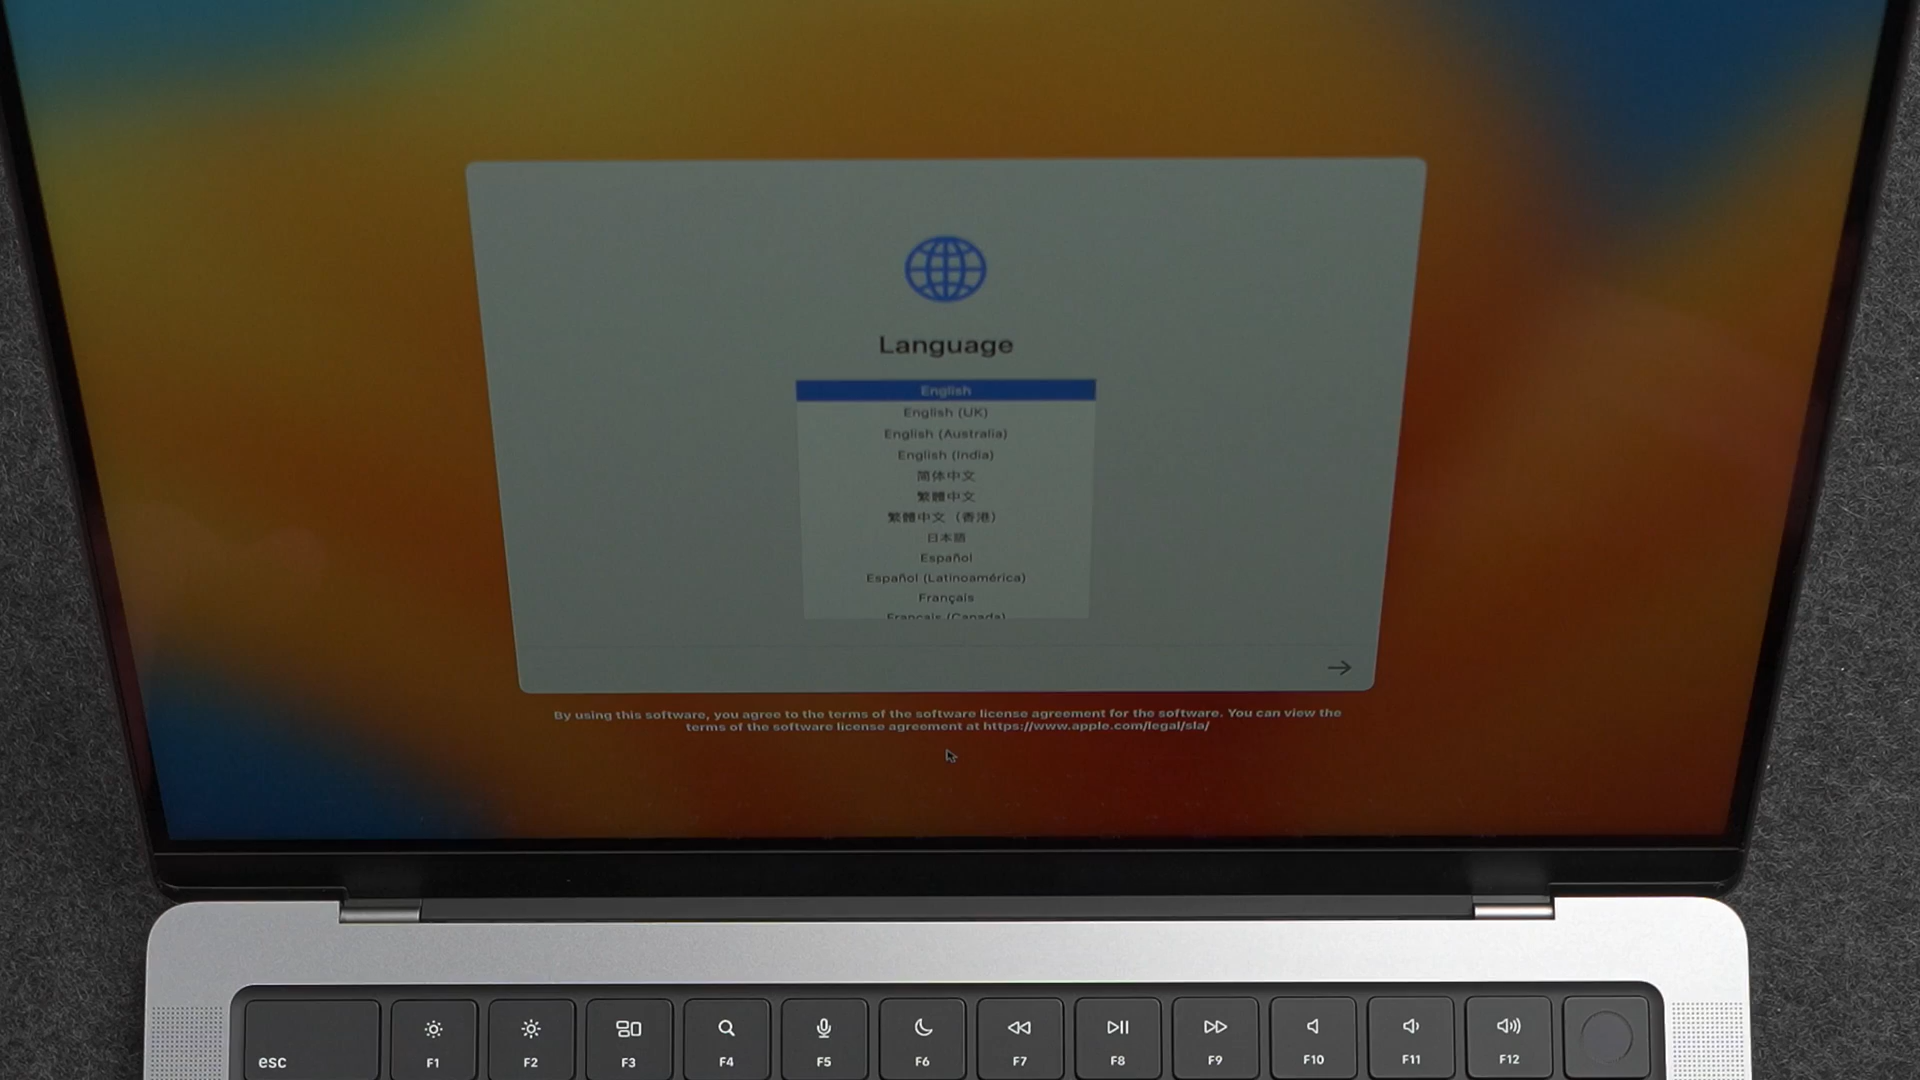 Language
English
English (UK)
English (Australia)
English (India)
简体中文
繁體中文
繁體中文（香港）
日本語
Español
Español (Latinoamérica)
Français
Français (Canada)
By using this software, you agree to the terms of the software license agreement for the software. You can view the
terms of the software license agreement at https://www.apple.com/legal/sla/
esc F1 F2 F3 F4 F5 F6 F7 F8 F9 F10 F11 F12